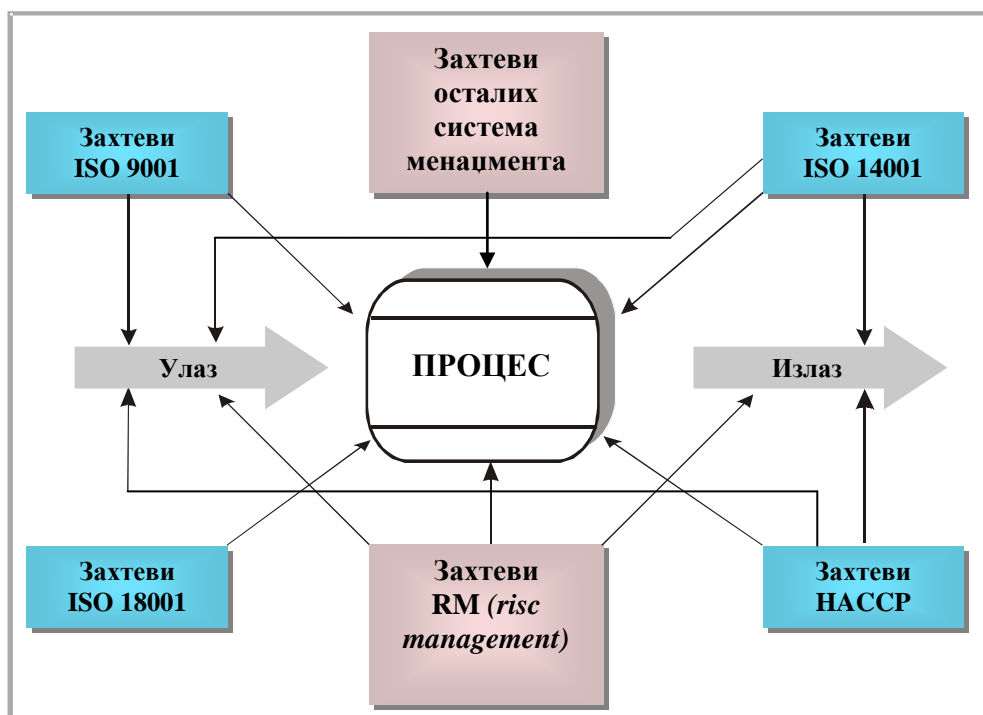 Захтеви
осталих
система
менаџмента
Захтеви
ISO 9001
Захтеви
ISO 14001
Улаз
ПРОЦЕС
Излаз
Захтеви
ISO 18001
Захтеви
RM (risc
management)
Захтеви
HACCP